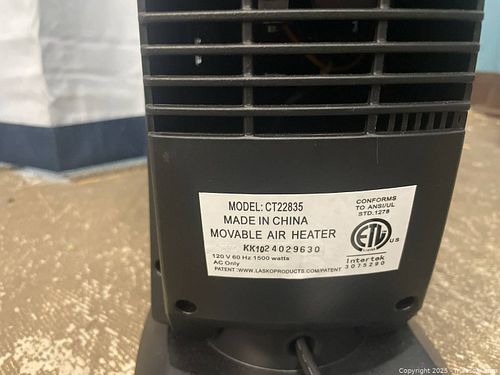 MODEL: CT22835
MADE IN CHINA
MOVABLE AIR HEATER
KK1024029630
120 V 60 Hz 1500 watts
AC Only
PATENT :WWW.LASKOPRODUCTS.COM/PATENT
CONFORMS
TO ANSI/UL
STD.1278
ETL
US
Intertek
3075290
Copyright 2025